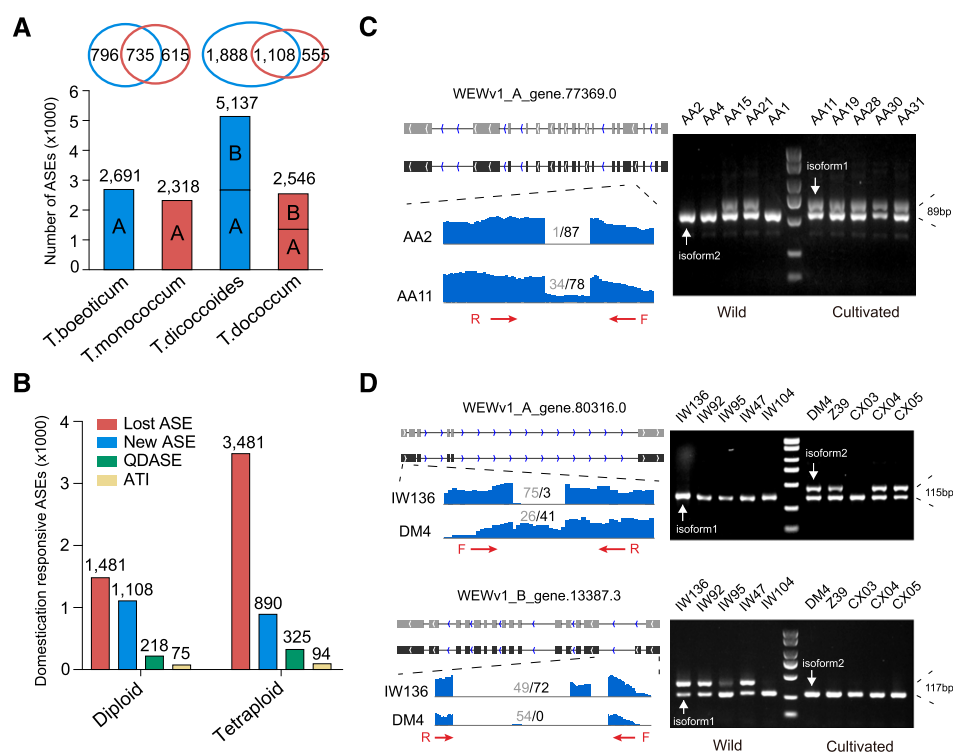 A
796 735 615
1,888 1,108 555
Number of ASEs (x1000)
6
5
4
3
2
1
0
2,691
2,318
5,137
2,546
A
A
B
A
B
A
T.boeoticum
T.monococcum
T.dicoccoides
T.dococcum
B
Lost ASE
New ASE
QDASE
ATI
Domestication responsive ASEs (x1000)
4
3
2
1
0
1,481
1,108
218
75
3,481
890
325
94
Diploid
Tetraploid
C
WEWv1_A_gene.77369.0
AA2
1/87
AA11
34/78
R
F
AA2 AA4 AA15 AA21 AA1
AA11 AA19 AA28 AA30 AA31
isoform1
isoform2
89bp
Wild
Cultivated
D
WEWv1_A_gene.80316.0
IW136
75/3
DM4
26/41
F
R
IW136 IW92 IW95 IW47 IW104
DM4 Z39 CX03 CX04 CX05
isoform2
isoform1
115bp
WEWv1_B_gene.13387.3
IW136
49/72
DM4
54/0
R
F
IW136 IW92 IW95 IW47 IW104
DM4 Z39 CX03 CX04 CX05
isoform2
isoform1
117bp
Wild
Cultivated